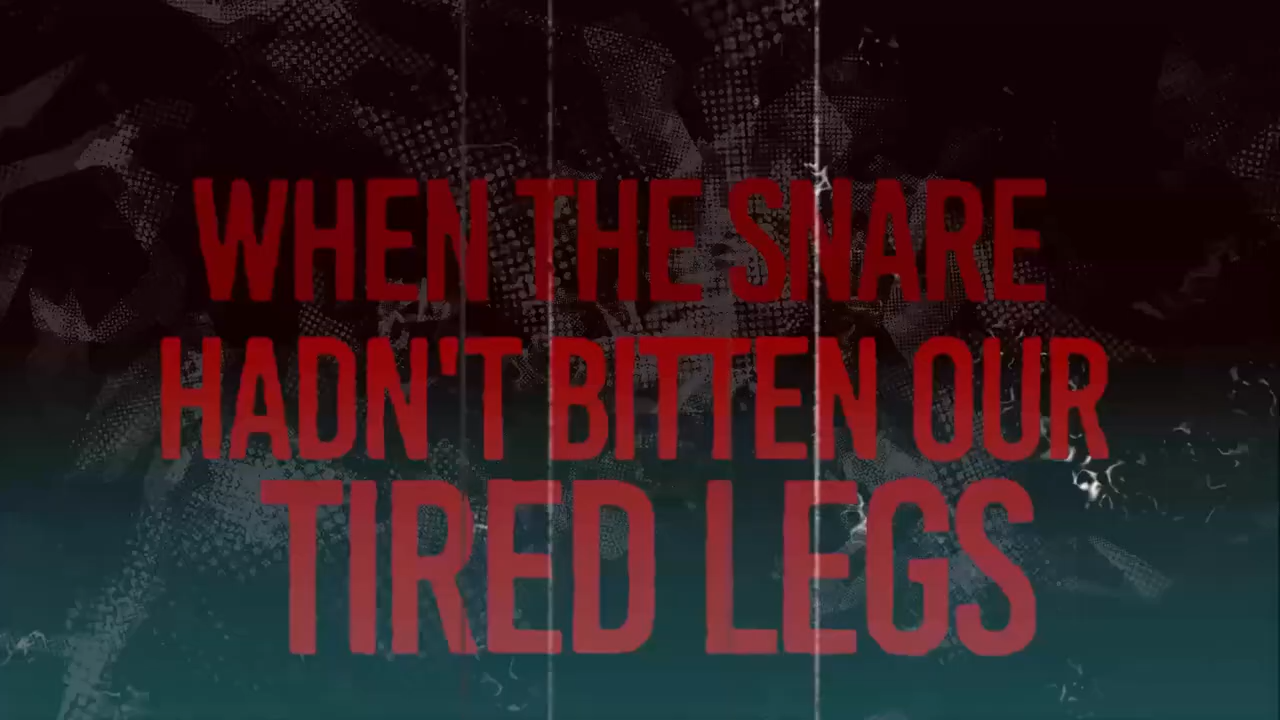 WHEN THE SNARE
HADN'T BITTEN OUR
TIRED LEGS